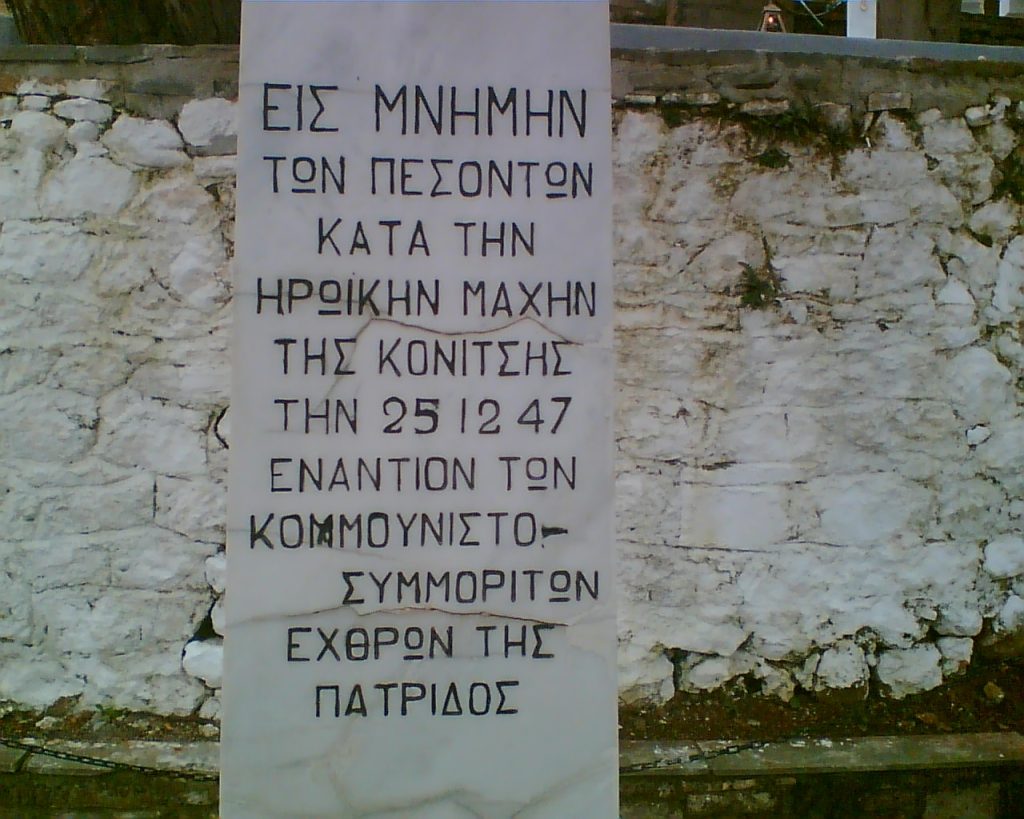 ΕΙΣ ΜΝΗΜΗΝ
ΤΩΝ ΠΕΣΟΝΤΩΝ
ΚΑΤΑ ΤΗΝ
ΗΡΩΙΚΗΝ ΜΑΧΗΝ
ΤΗΣ ΚΟΝΙΤΣΗΣ
ΤΗΝ 25 12 47
ΕΝΑΝΤΙΟΝ ΤΩΝ
ΚΟΜΜΟΥΝΙΣΤΟ-
ΣΥΜΜΟΡΙΤΩΝ
ΕΧΘΡΩΝ ΤΗΣ
ΠΑΤΡΙΔΟΣ